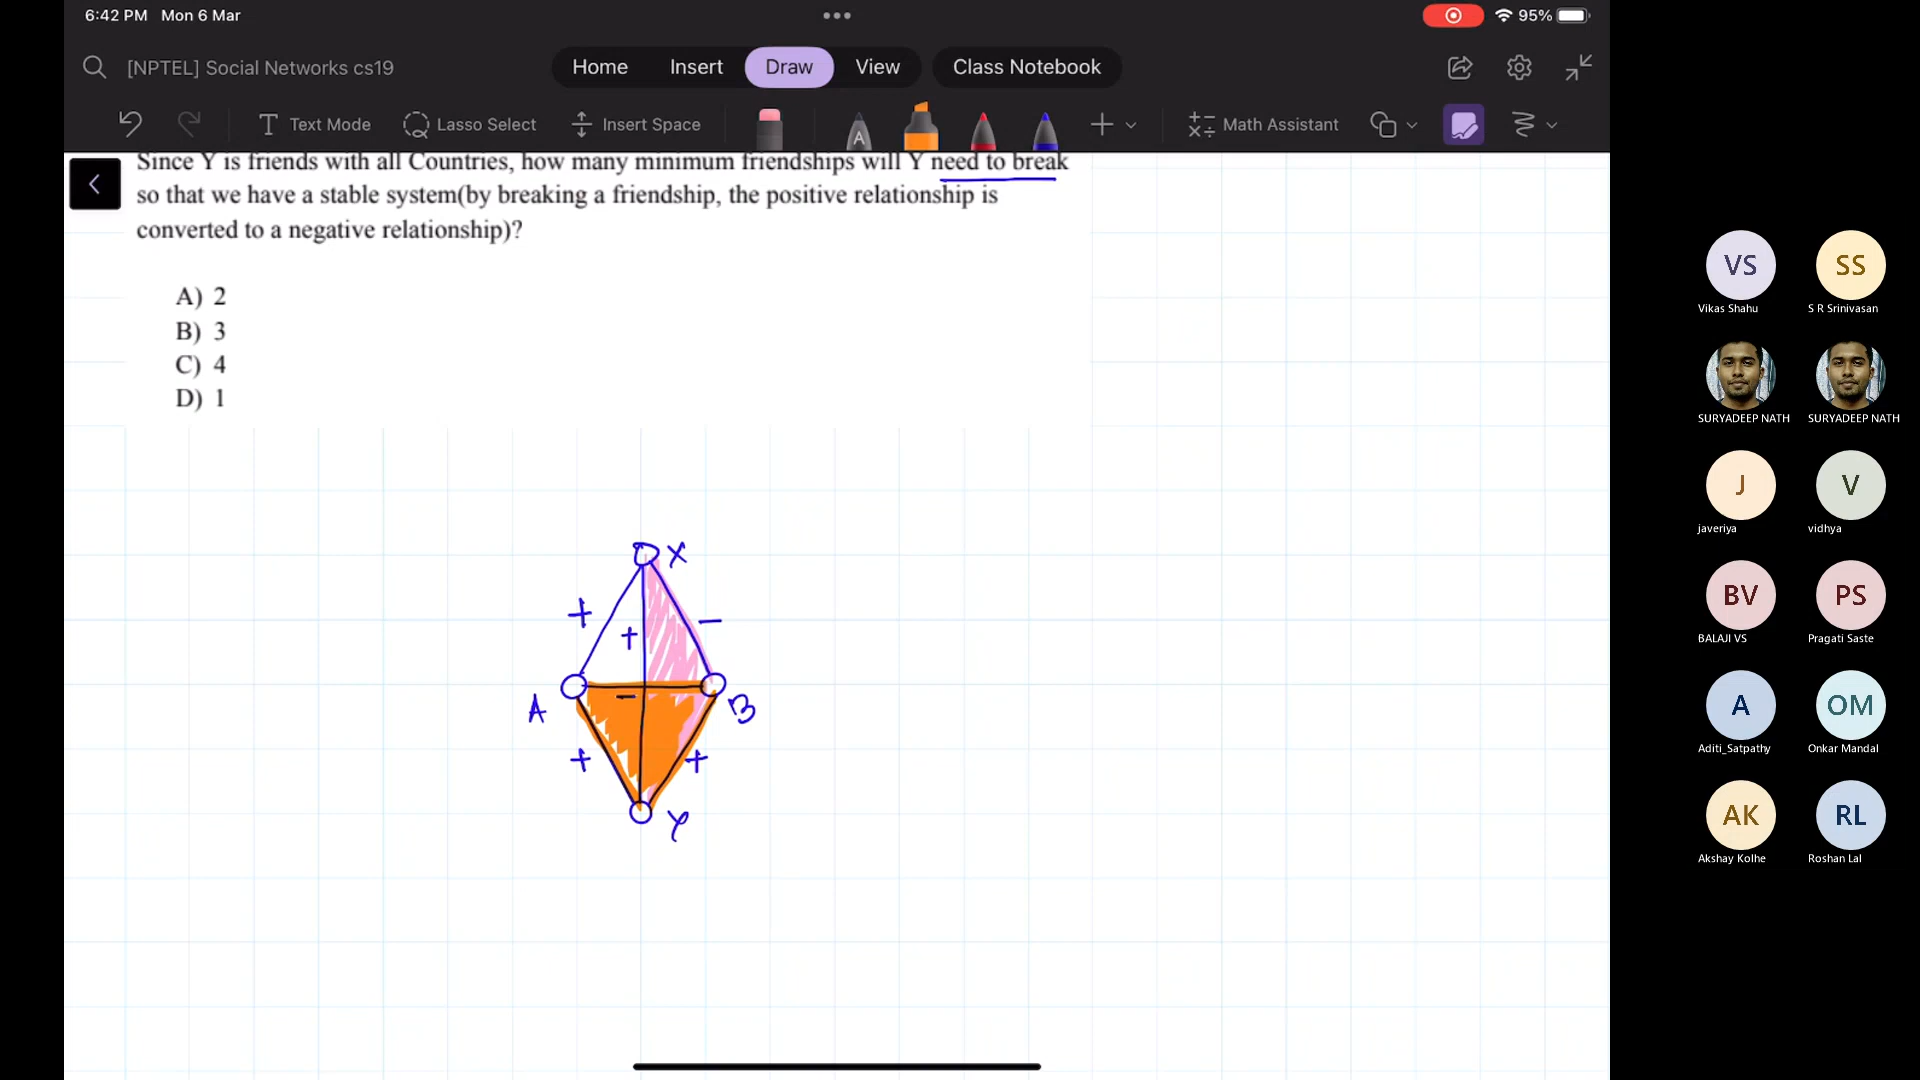 6:42 PM Mon 6 Mar
95%
[NPTEL] Social Networks cs19
Home Insert Draw View Class Notebook
Text Mode Lasso Select Insert Space A Math Assistant
Since Y is friends with all Countries, how many minimum friendships will Y need to break
so that we have a stable system(by breaking a friendship, the positive relationship is
converted to a negative relationship)?
A) 2
B) 3
C) 4
D) 1
X
+ + −
A − B
+ +
Y
VS SS
Vikas Shahu S R Srinivasan
SURYADEEP NATH SURYADEEP NATH
J V
javeriya vidhya
BV PS
BALAJI VS Pragati Saste
A OM
Aditi_Satpathy Onkar Mandal
AK RL
Akshay Kolhe Roshan Lal